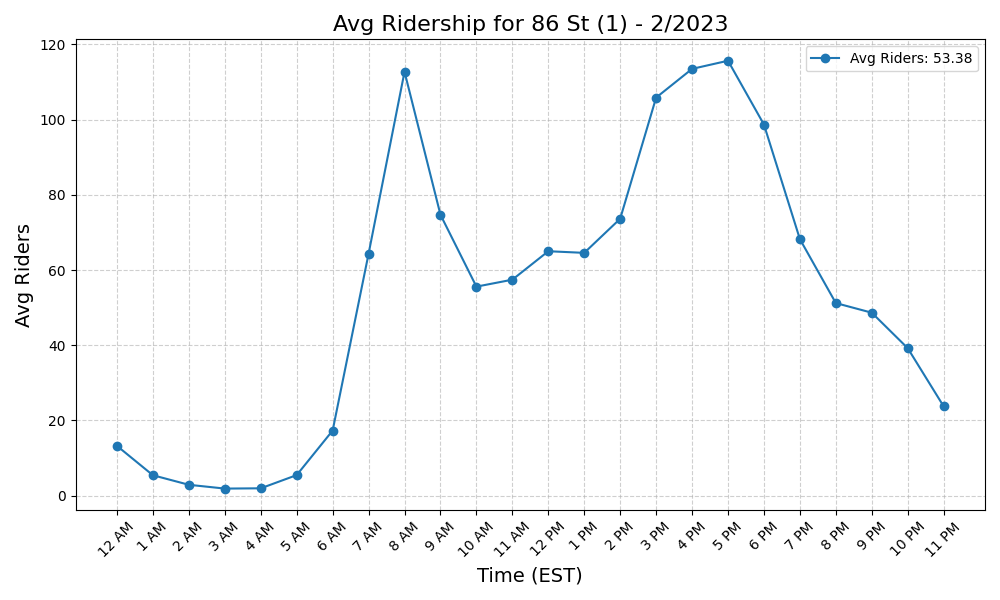 Avg Ridership for 86 St (1) - 2/2023
Avg Riders: 53.38
Avg Riders
120
100
80
60
40
20
0
12 AM
1 AM
2 AM
3 AM
4 AM
5 AM
6 AM
7 AM
8 AM
9 AM
10 AM
11 AM
12 PM
1 PM
2 PM
3 PM
4 PM
5 PM
6 PM
7 PM
8 PM
9 PM
10 PM
11 PM
Time (EST)